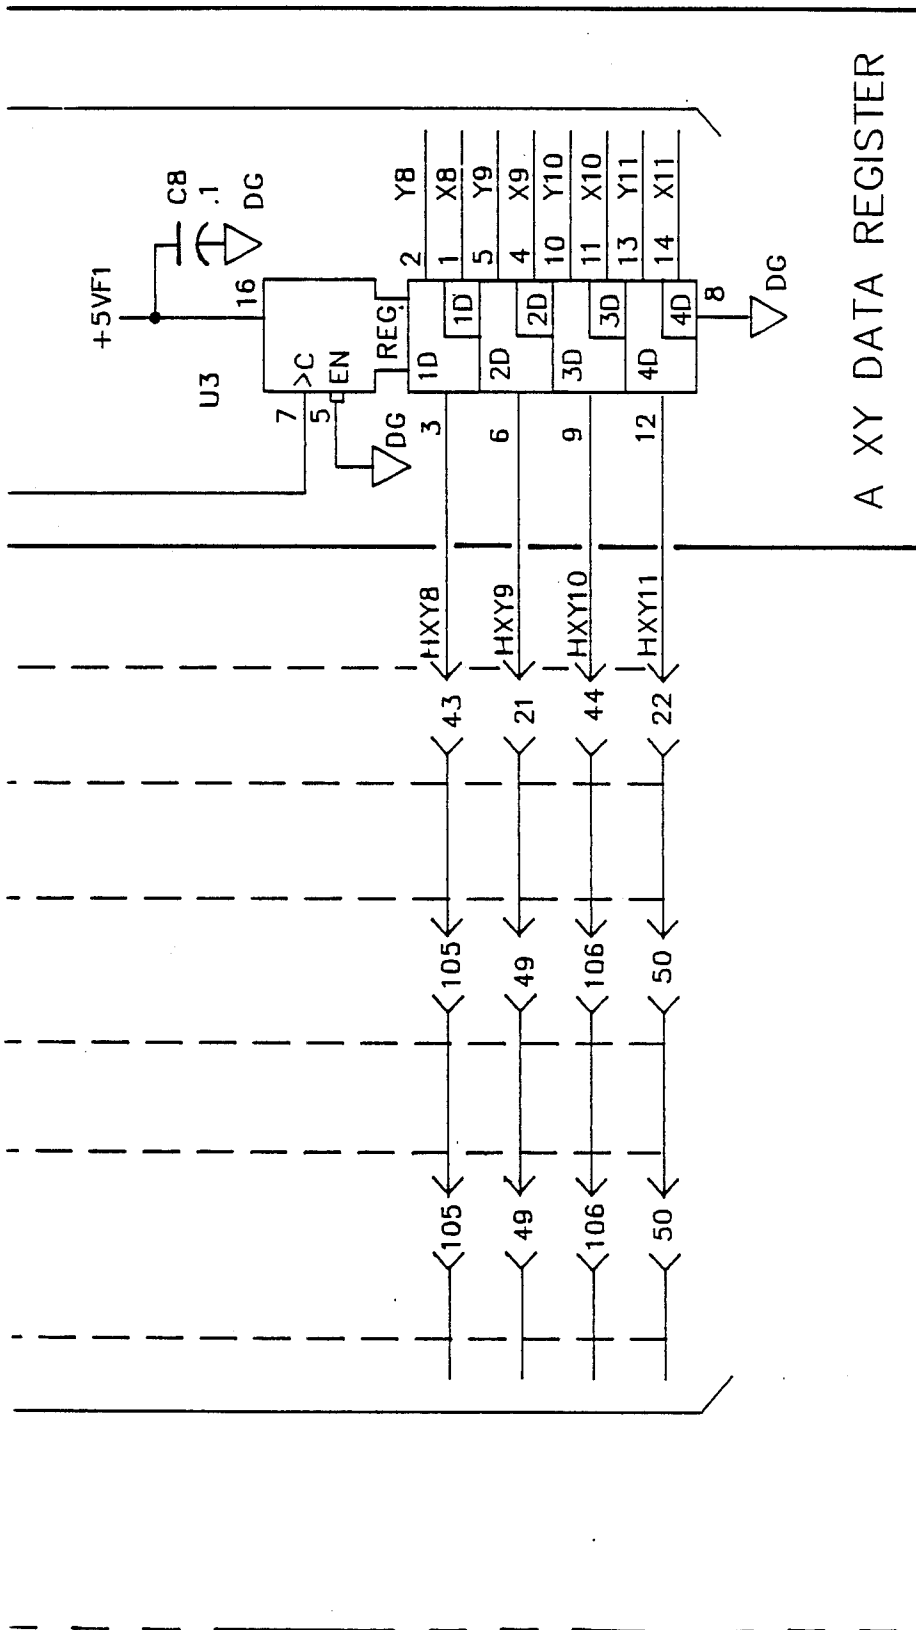 A XY DATA REGISTER
+5VF1
C8
.1
DG
16
U3
7
>C
5
EN
DG
REG
2 Y8
1 X8
5 Y9
4 X9
10 Y10
11 X10
13 Y11
14 X11
1D
1D
2D
2D
3D
3D
4D
4D
8
DG
3
6
9
12
HXY8
HXY9
HXY10
HXY11
43
21
44
22
105
49
106
50
105
49
106
50